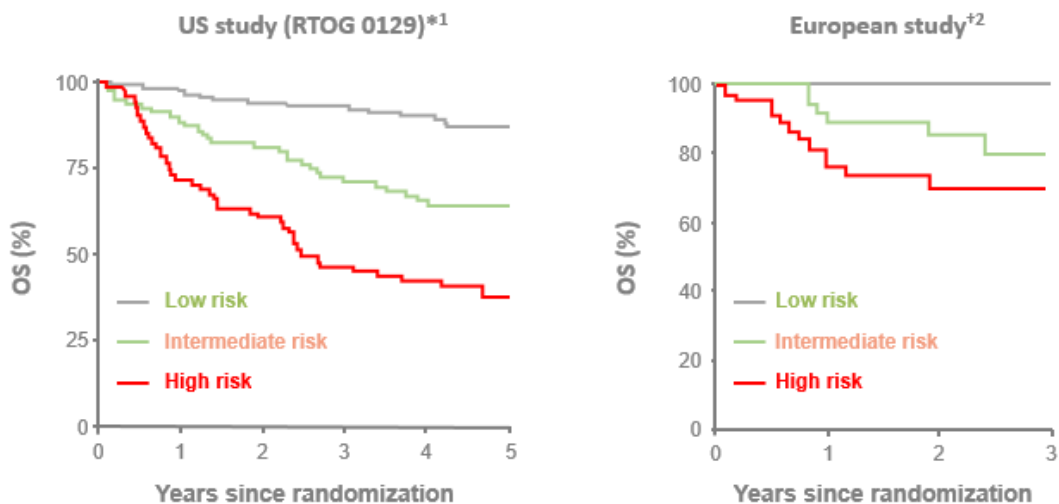 US study (RTOG 0129)*1
100
75
50
25
0
OS (%)
Low risk
Intermediate risk
High risk
0 1 2 3 4 5
Years since randomization
European study+2
100
80
60
40
20
0
OS (%)
Low risk
Intermediate risk
High risk
0 1 2 3
Years since randomization